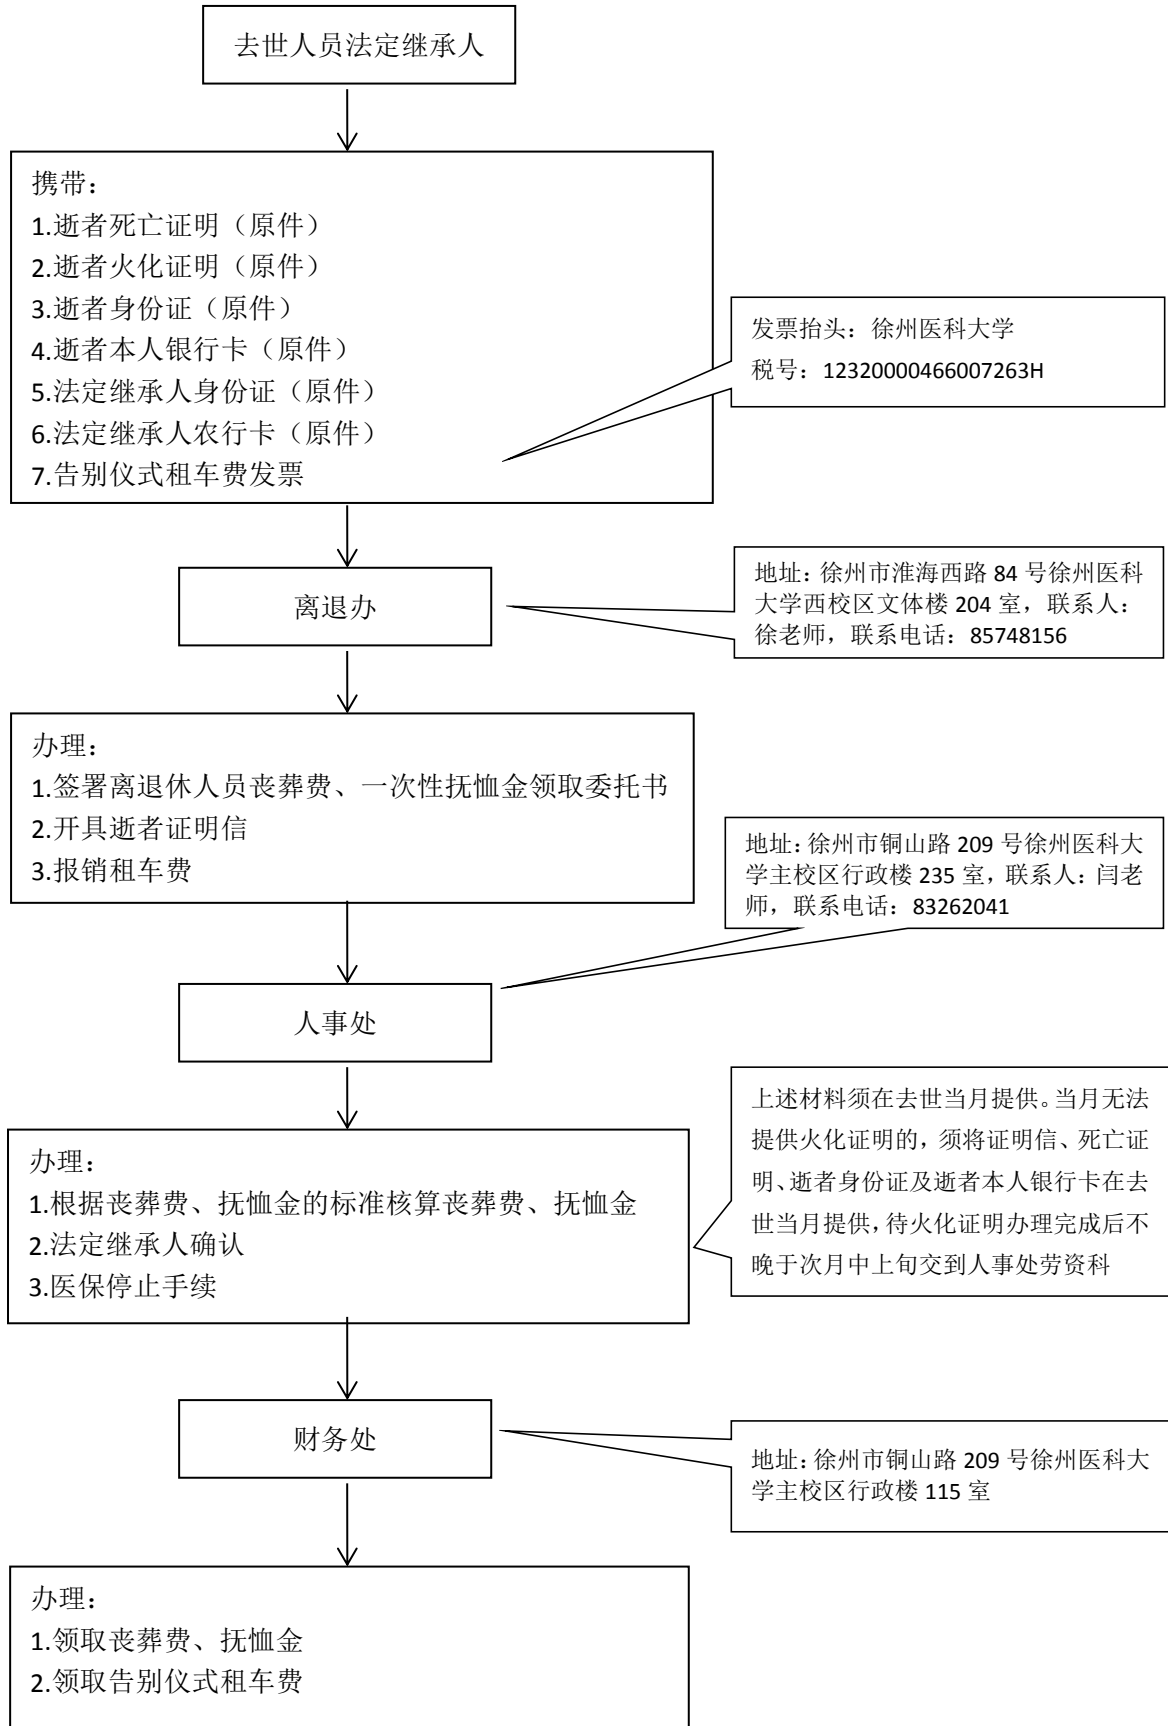 去世人员法定继承人
携带：
1.逝者死亡证明（原件）
2.逝者火化证明（原件）
3.逝者身份证（原件）
4.逝者本人银行卡（原件）
5.法定继承人身份证（原件）
6.法定继承人农行卡（原件）
7.告别仪式租车费发票
发票抬头：徐州医科大学
税号：12320000466007263H
离退办
地址：徐州市淮海西路 84 号徐州医科
大学西校区文体楼 204 室，联系人：
徐老师，联系电话：85748156
办理：
1.签署离退休人员丧葬费、一次性抚恤金领取委托书
2.开具逝者证明信
3.报销租车费
地址：徐州市铜山路 209 号徐州医科大
学主校区行政楼 235 室，联系人：闫老
师，联系电话：83262041
人事处
办理：
1.根据丧葬费、抚恤金的标准核算丧葬费、抚恤金
2.法定继承人确认
3.医保停止手续
上述材料须在去世当月提供。当月无法
提供火化证明的，须将证明信、死亡证
明、逝者身份证及逝者本人银行卡在去
世当月提供，待火化证明办理完成后不
晚于次月中上旬交到人事处劳资科
财务处
地址：徐州市铜山路 209 号徐州医科大
学主校区行政楼 115 室
办理：
1.领取丧葬费、抚恤金
2.领取告别仪式租车费